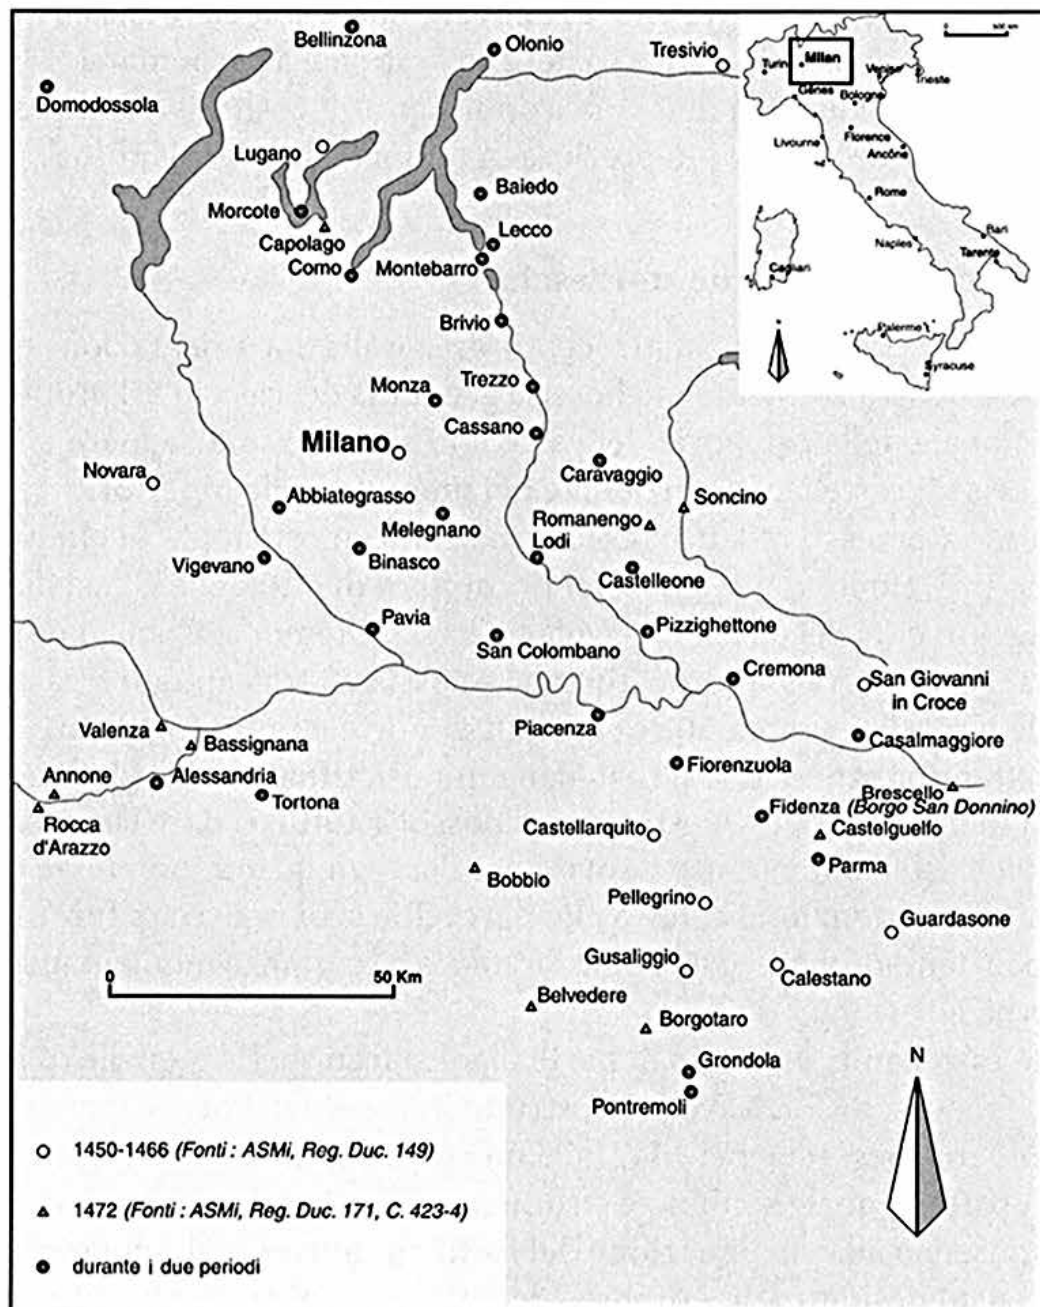 Bellinzona
Olonio
Tresivio
Domodossola
Lugano
Baiedo
Morcote
Capolago
Lecco
Como
Montebarro
Brivio
Monza
Trezzo
Cassano
Milano
Novara
Caravaggio
Abbiategrasso
Soncino
Melegnano
Romanengo
Lodi
Vigevano
Binasco
Castelleone
Pavia
Pizzighettone
San Colombano
Cremona
San Giovanni
in Croce
Piacenza
Valenza
Bassignana
Casalmaggiore
Fiorenzuola
Annone
Alessandria
Brescello
Tortona
Fidenza (Borgo San Donnino)
Rocca
d'Arazzo
Castellarquito
Castelguelfo
Bobbio
Parma
Pellegrino
Guardasone
Gusaliggio
Calestano
Belvedere
Borgotaro
Grondola
Pontremoli
0 50 Km
N
1450-1466 (Fonti : ASMi, Reg. Duc. 149)
1472 (Fonti : ASMi, Reg. Duc. 171, C. 423-4)
durante i due periodi
Milan
Turin
Venise
Trieste
Gênes
Bologne
Florence
Livourne
Ancône
Rome
Bari
Naples
Tarente
Cagliari
Palerme
Syracuse